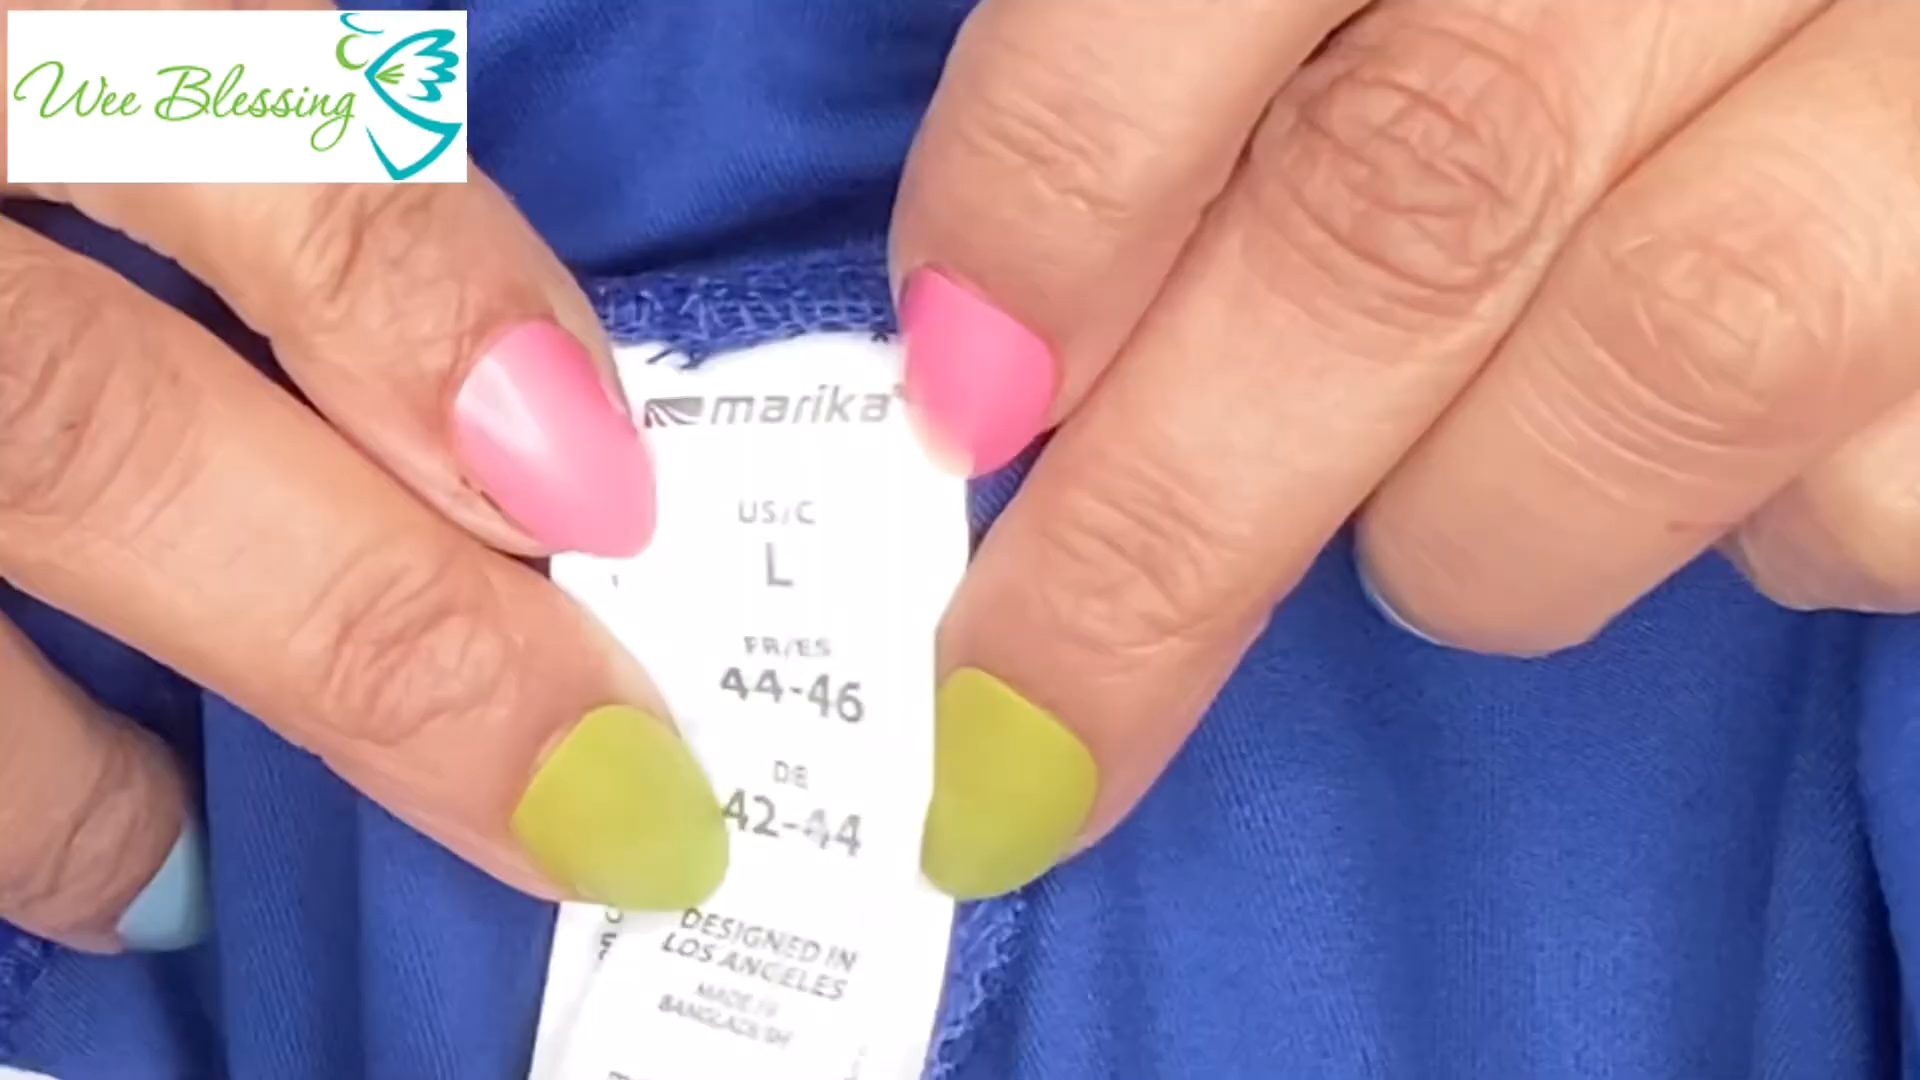 Wee Blessing
marika
US/C
L
FR/ES
44-46
DE
42-44
DESIGNED IN
LOS ANGELES
MADE IN
BANGLADESH